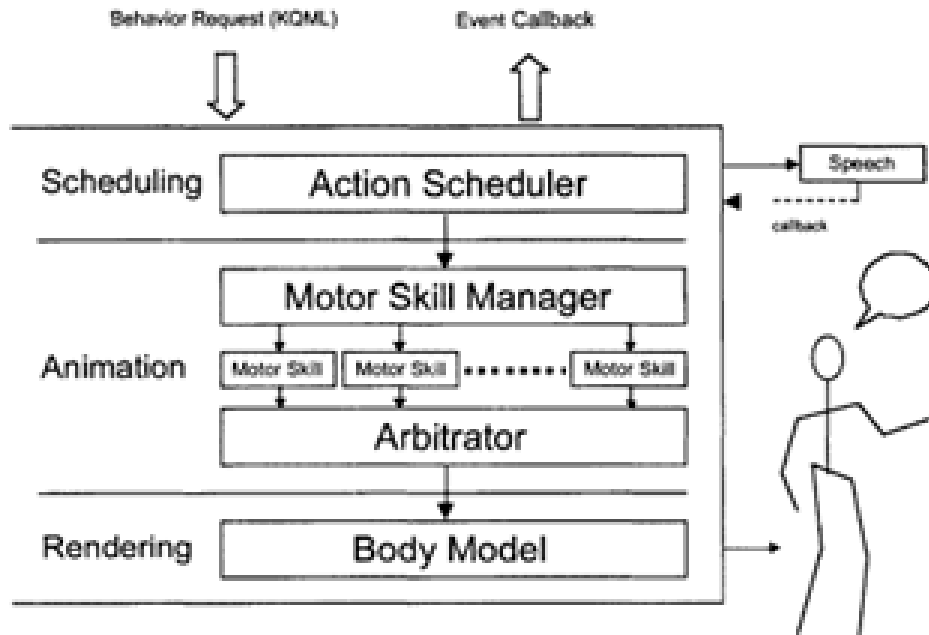 Behavior Request (KQML)
Event Callback
Scheduling
Action Scheduler
Speech
callback
Motor Skill Manager
Animation
Motor Skill
Motor Skill
Motor Skill
Arbitrator
Rendering
Body Model